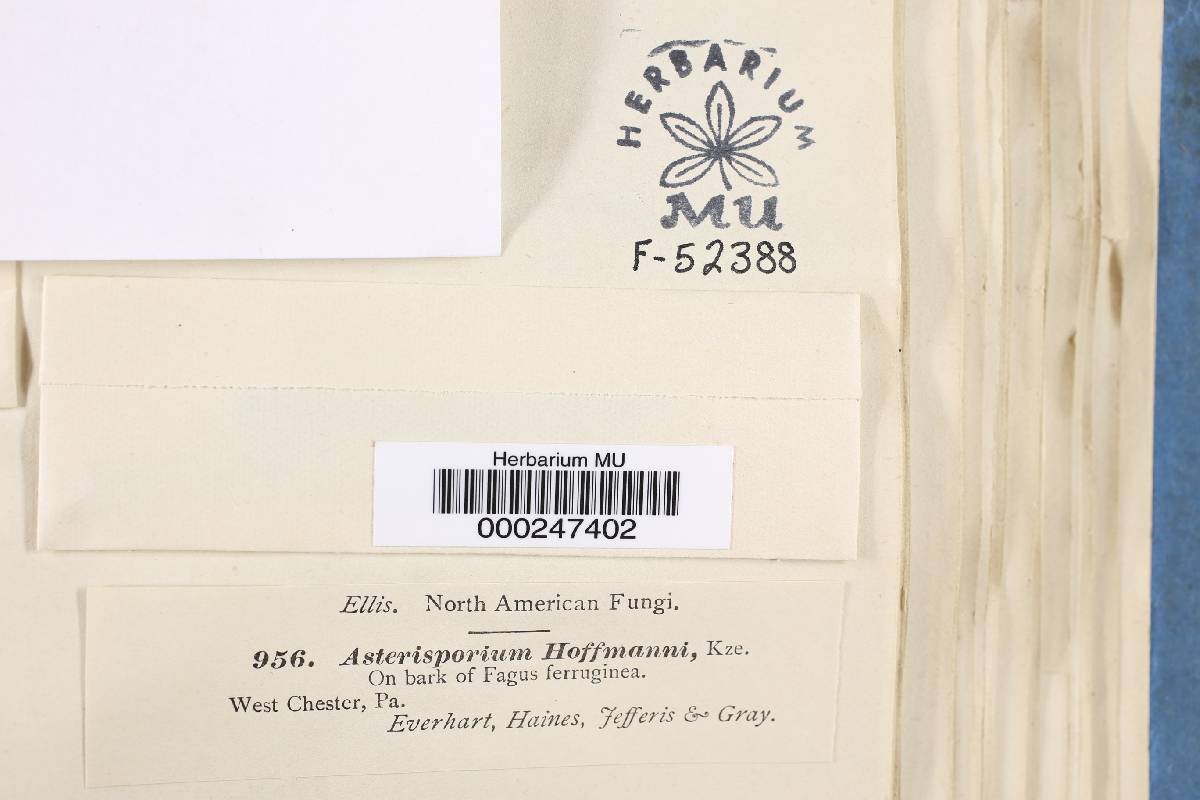 HERBARIUM
MU
F-52388
Herbarium MU
000247402
Ellis. North American Fungi.
956. Asterisporium Hoffmanni, Kze.
On bark of Fagus ferruginea.
West Chester, Pa.
Everhart, Haines, Jefferis & Gray.